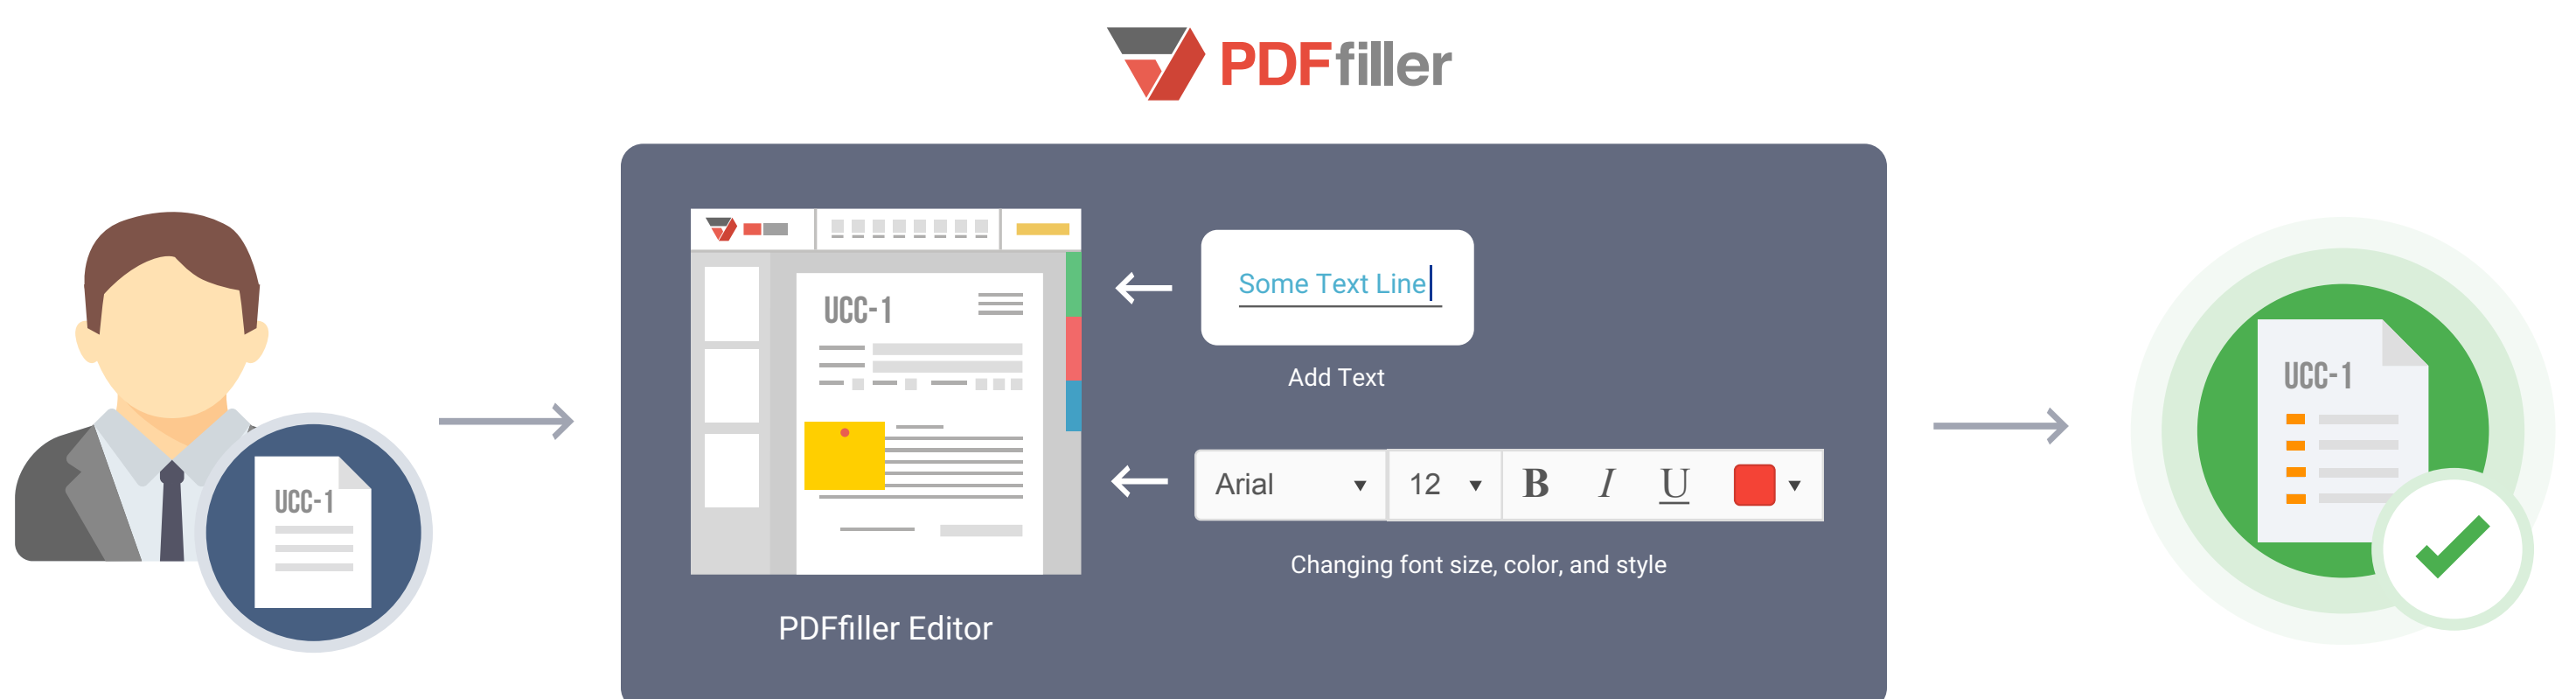 PDFfiller
UCC-1
UCC-1
Some Text Line
Add Text
Arial
12
B
I
U
Changing font size, color, and style
PDFfiller Editor
UCC-1